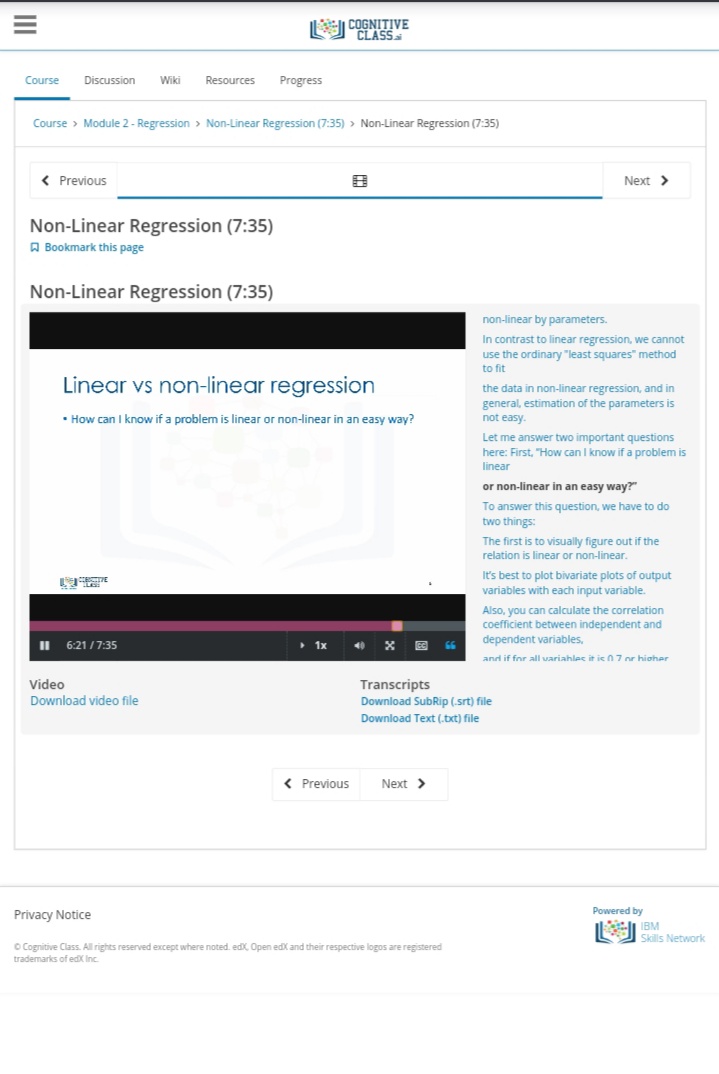 COGNITIVE
CLASS.ai
Course Discussion Wiki Resources Progress
Course > Module 2 - Regression > Non-Linear Regression (7:35) > Non-Linear Regression (7:35)
Previous
Next
Non-Linear Regression (7:35)
Bookmark this page
Non-Linear Regression (7:35)
Linear vs non-linear regression
• How can I know if a problem is linear or non-linear in an easy way?
COGNITIVE
CLASS.ai
6:21 / 7:35
1x
non-linear by parameters.
In contrast to linear regression, we cannot
use the ordinary "least squares" method
to fit
the data in non-linear regression, and in
general, estimation of the parameters is
not easy.
Let me answer two important questions
here: First, “How can I know if a problem is
linear
or non-linear in an easy way?”
To answer this question, we have to do
two things:
The first is to visually figure out if the
relation is linear or non-linear.
It’s best to plot bivariate plots of output
variables with each input variable.
Also, you can calculate the correlation
coefficient between independent and
dependent variables,
and if for all variables it is 0.7 or higher
Video
Download video file
Transcripts
Download SubRip (.srt) file
Download Text (.txt) file
Previous
Next
Privacy Notice
© Cognitive Class. All rights reserved except where noted. edX, Open edX and their respective logos are registered
trademarks of edX Inc.
Powered by
IBM
Skills Network